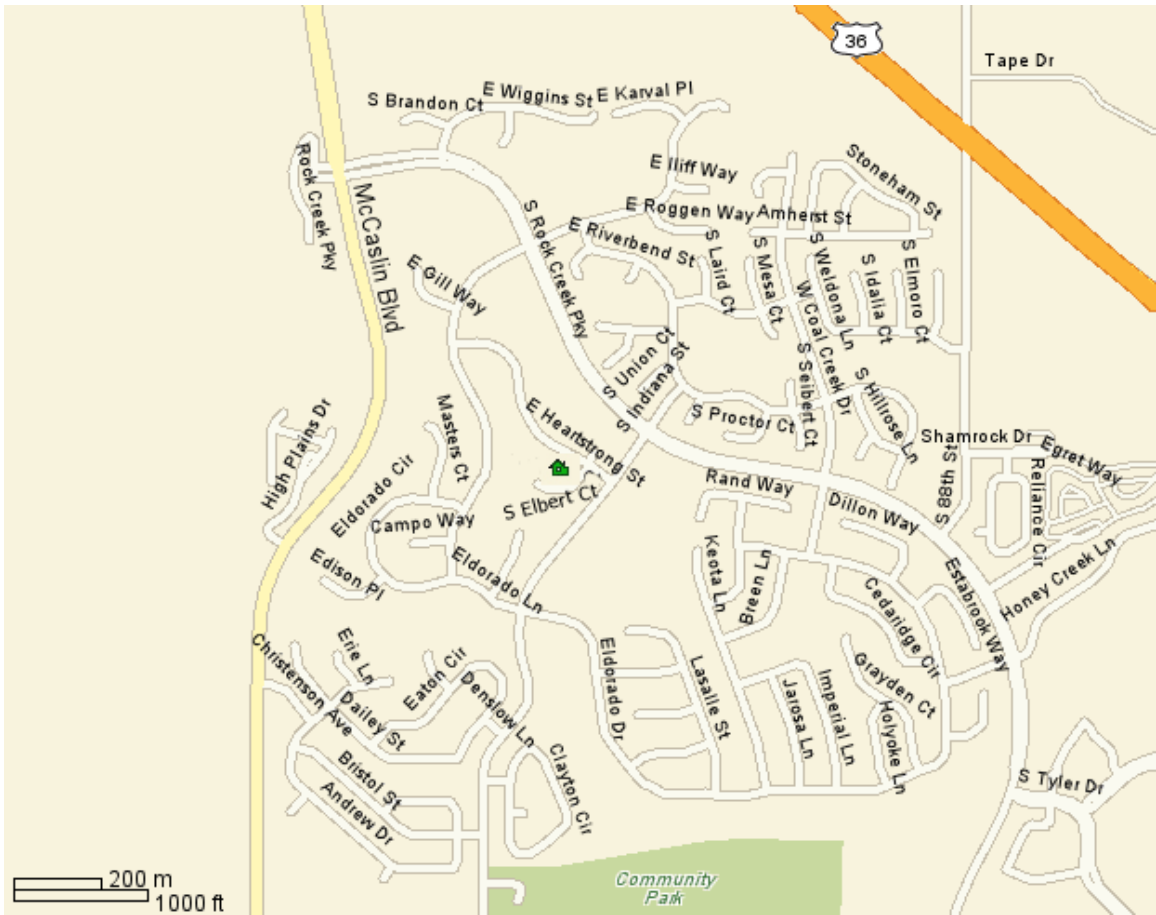 36
Tape Dr
S Brandon Ct
E Wiggins St
E Karval Pl
Rock Creek Pky
McCaslin Blvd
E Iliff Way
Stoneham St
S Rock Creek Pky
E Roggen Way
Amherst St
E Riverbend St
S Laird Ct
S Mesa Ct
S Weldona Ln
S Idalia Ct
S Elmoro Ct
E Gill Way
W Coal Creek Dr
S Union Ct
S Indiana St
S Seibert Ct
S Hillrose Ln
S Proctor Ct
Masters Ct
E Heartstrong St
High Plains Dr
Eldorado Cir
Shamrock Dr
Egret Way
S 88th St
Reliance Cir
Rand Way
Dillon Way
S Elbert Ct
Campo Way
Edison Pl
Eldorado Ln
Keota Ln
Breen Ln
Cedaridge Cir
Estabrook Way
Honey Creek Ln
Christenson Ave
Erie Ln
Dailey St
Eaton Cir
Denslow Ln
Eldorado Dr
Lasalle St
Jarosa Ln
Imperial Ln
Grayden Ct
Holyoke Ln
Bristol St
Andrew Dr
Clayton Cir
S Tyler Dr
Community
Park
200 m
1000 ft